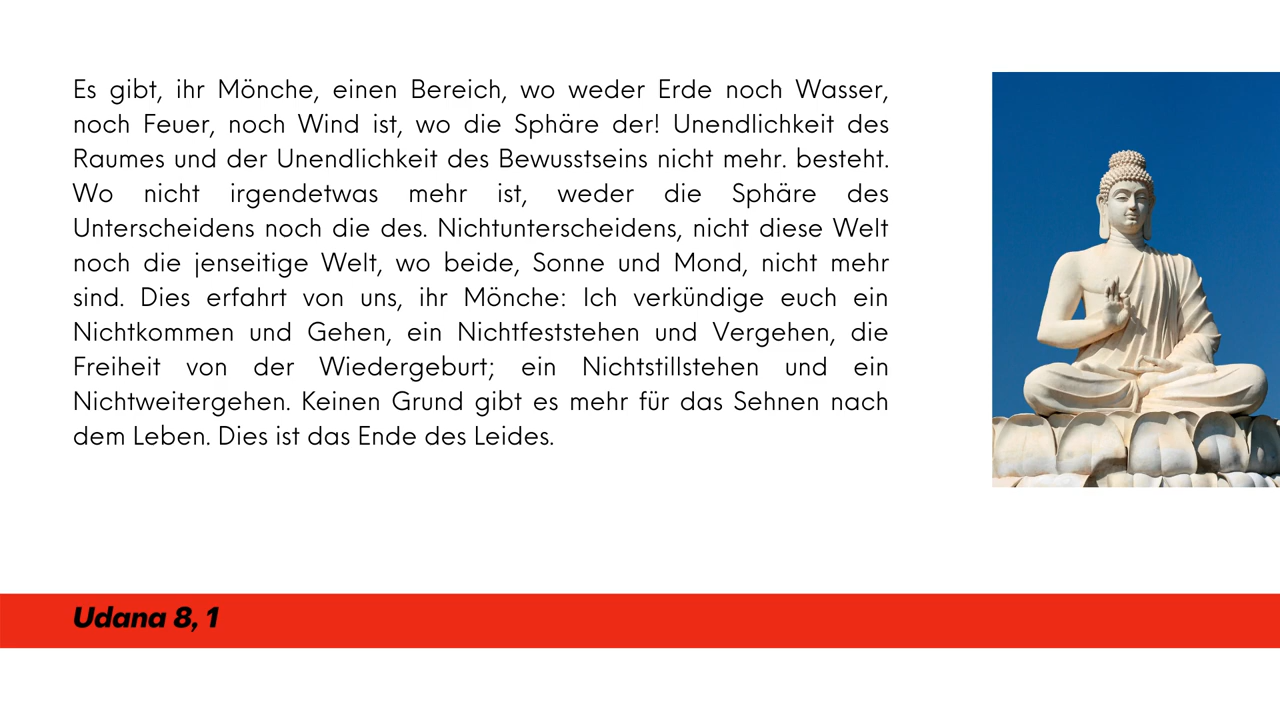 Es gibt, ihr Mönche, einen Bereich, wo weder Erde noch Wasser,
noch Feuer, noch Wind ist, wo die Sphäre der! Unendlichkeit des
Raumes und der Unendlichkeit des Bewusstseins nicht mehr. besteht.
Wo nicht irgendetwas mehr ist, weder die Sphäre des
Unterscheidens noch die des. Nichtunterscheidens, nicht diese Welt
noch die jenseitige Welt, wo beide, Sonne und Mond, nicht mehr
sind. Dies erfahrt von uns, ihr Mönche: Ich verkündige euch ein
Nichtkommen und Gehen, ein Nichtfeststehen und Vergehen, die
Freiheit von der Wiedergeburt; ein Nichtstillstehen und ein
Nichtweitergehen. Keinen Grund gibt es mehr für das Sehnen nach
dem Leben. Dies ist das Ende des Leides.
Udana 8, 1